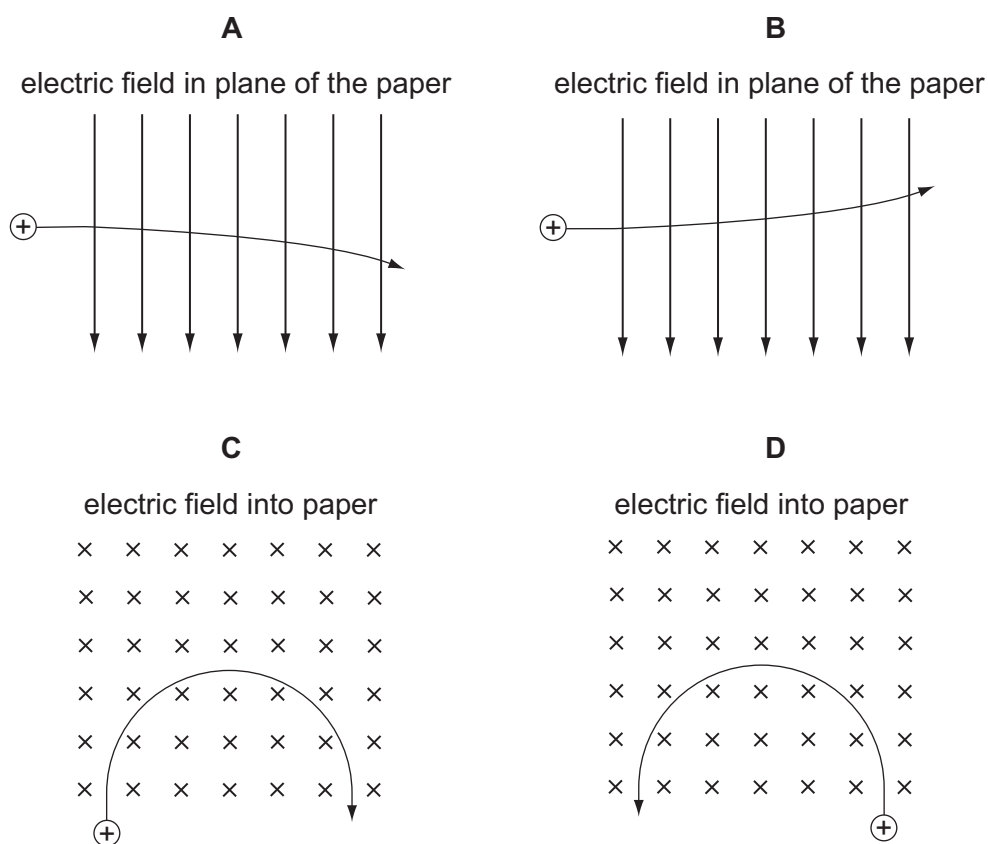 A
B
electric field in plane of the paper
electric field in plane of the paper
+
+
C
D
electric field into paper
electric field into paper
+
+